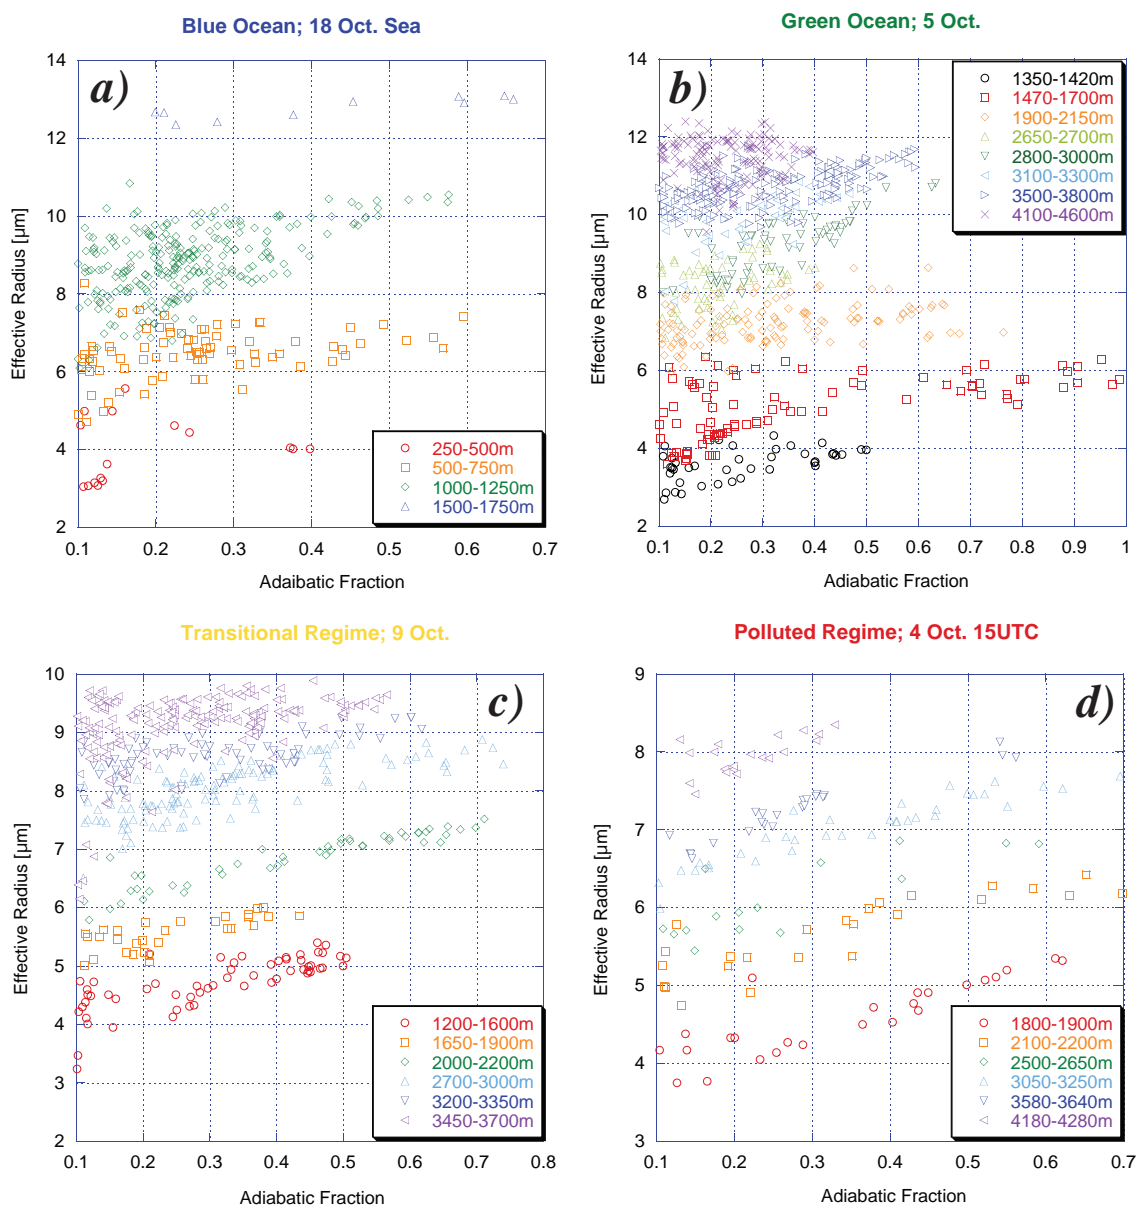 Blue Ocean; 18 Oct. Sea
a)
Effective Radius [µm]
14
12
10
8
6
4
2
250-500m
500-750m
1000-1250m
1500-1750m
0.1 0.2 0.3 0.4 0.5 0.6 0.7
Adaibatic Fraction
Green Ocean; 5 Oct.
b)
Effective Radius [µm]
14
12
10
8
6
4
2
1350-1420m
1470-1700m
1900-2150m
2650-2700m
2800-3000m
3100-3300m
3500-3800m
4100-4600m
0.1 0.2 0.3 0.4 0.5 0.6 0.7 0.8 0.9 1
Adiabatic Fraction
Transitional Regime; 9 Oct.
c)
Effective Radius [µm]
10
9
8
7
6
5
4
3
2
1200-1600m
1650-1900m
2000-2200m
2700-3000m
3200-3350m
3450-3700m
0.1 0.2 0.3 0.4 0.5 0.6 0.7 0.8
Adiabatic Fraction
Polluted Regime; 4 Oct. 15UTC
d)
Effective Radius [µm]
9
8
7
6
5
4
3
1800-1900m
2100-2200m
2500-2650m
3050-3250m
3580-3640m
4180-4280m
0.1 0.2 0.3 0.4 0.5 0.6 0.7
Adiabatic Fraction